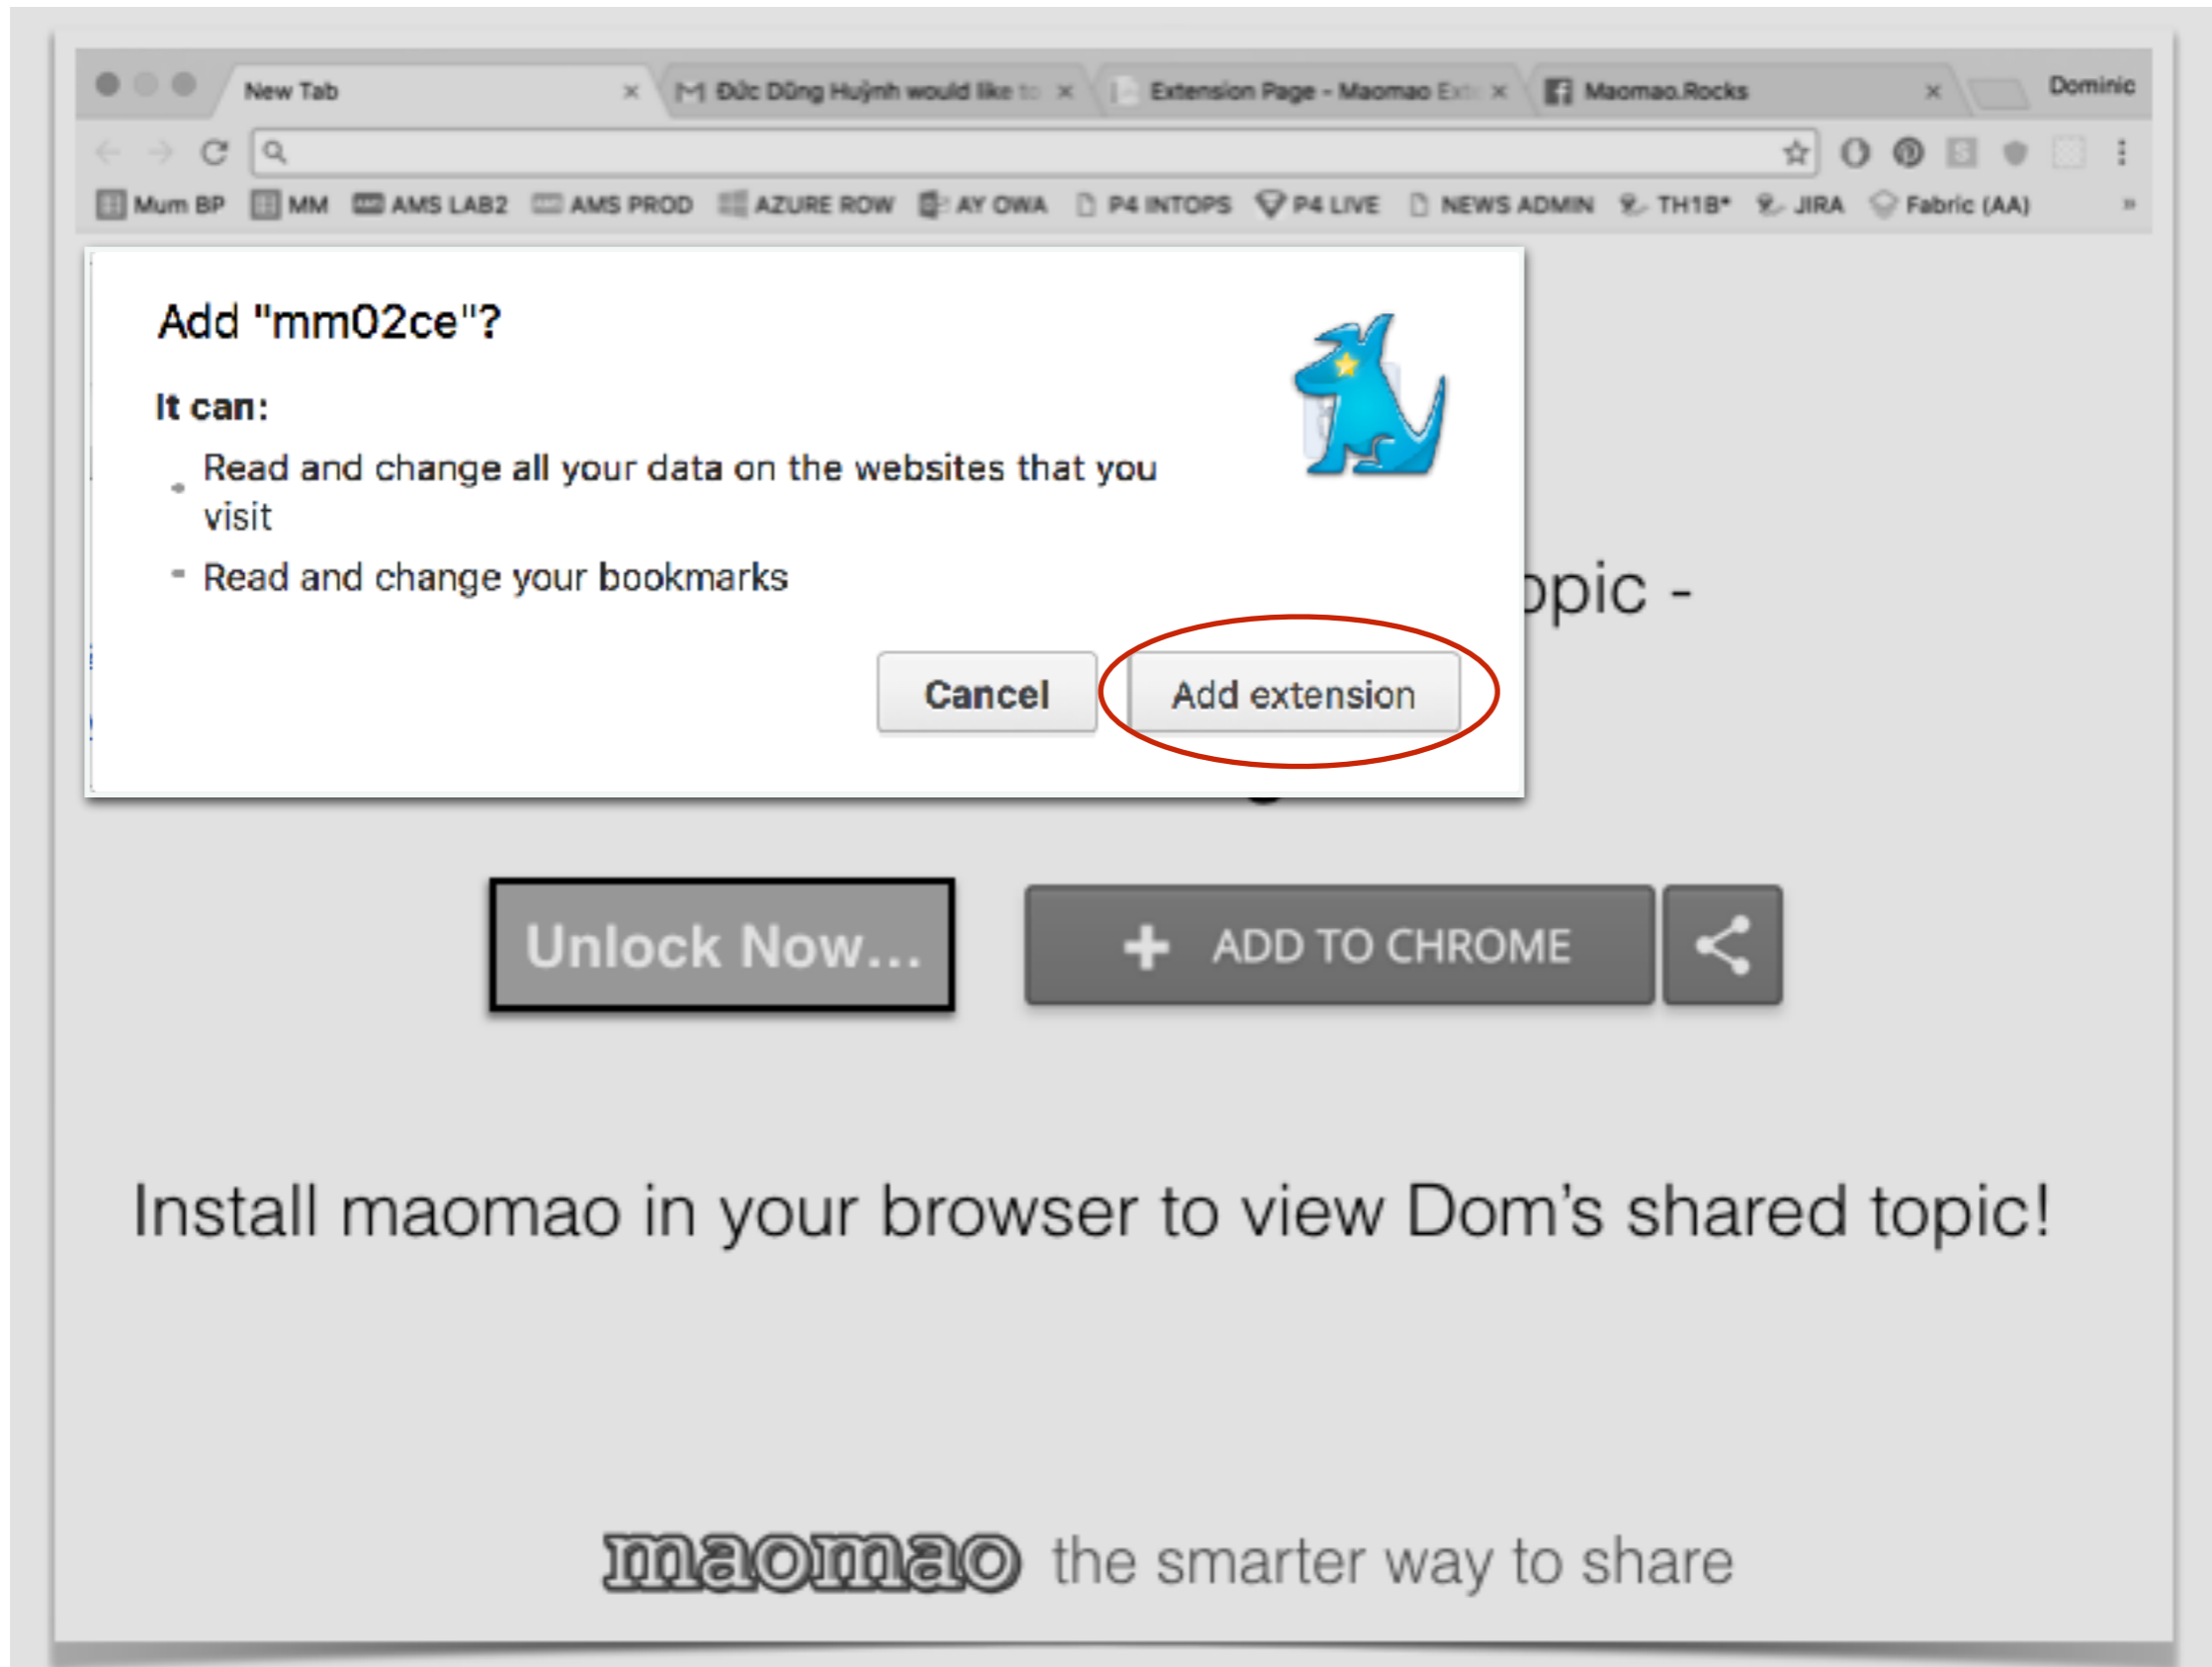 New Tab
Đức Dũng Huỳnh would like to
Extension Page - Maomao Ext
Maomao.Rocks
Dominic
Mum BP
MM
AMS LAB2
AMS PROD
AZURE ROW
AY OWA
P4 INTOPS
P4 LIVE
NEWS ADMIN
TH1B*
JIRA
Fabric (AA)
»
Add "mm02ce"?
It can:
Read and change all your data on the websites that you
visit
Read and change your bookmarks
opic -
Cancel
Add extension
Unlock Now...
ADD TO CHROME
Install maomao in your browser to view Dom's shared topic!
maomao the smarter way to share